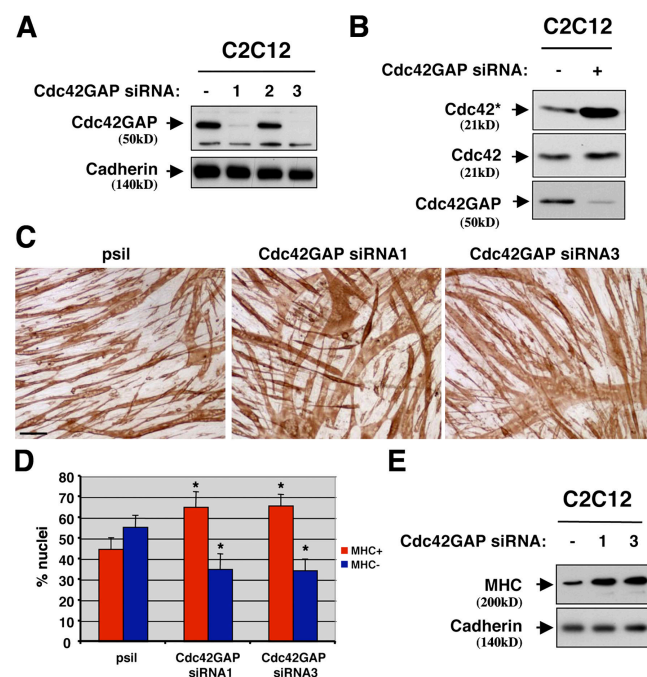 A
C2C12
Cdc42GAP siRNA: - 1 2 3
Cdc42GAP
(50kD)
Cadherin
(140kD)
B
C2C12
Cdc42GAP siRNA: - +
Cdc42*
(21kD)
Cdc42
(21kD)
Cdc42GAP
(50kD)
C
psil Cdc42GAP siRNA1 Cdc42GAP siRNA3
D
80
70
60
50
40
30
20
10
0
% nuclei
* * * *
MHC+
MHC-
psil Cdc42GAP siRNA1 Cdc42GAP siRNA3
E
C2C12
Cdc42GAP siRNA: - 1 3
MHC
(200kD)
Cadherin
(140kD)